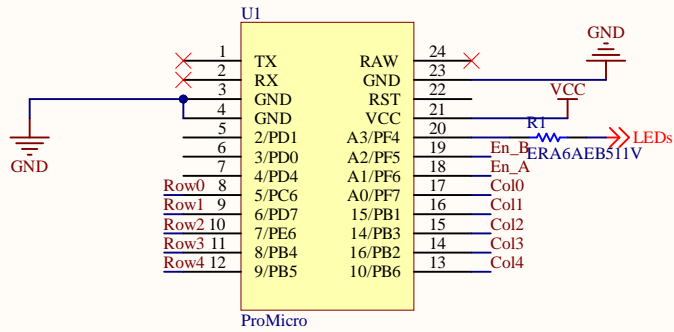 U1
GND
1 TX RAW 24
2 RX GND 23
3 GND RST 22
VCC
4 GND VCC 21
R1
5 2/PD1 A3/PF4 20 LEDs
6 3/PD0 A2/PF5 19 En_B ERA6AEB511V
GND
7 4/PD4 A1/PF6 18 En_A
Row0 8 5/PC6 A0/PF7 17 Col0
Row1 9 6/PD7 15/PB1 16 Col1
Row2 10 7/PE6 14/PB3 15 Col2
Row3 11 8/PB4 16/PB2 14 Col3
Row4 12 9/PB5 10/PB6 13 Col4
ProMicro